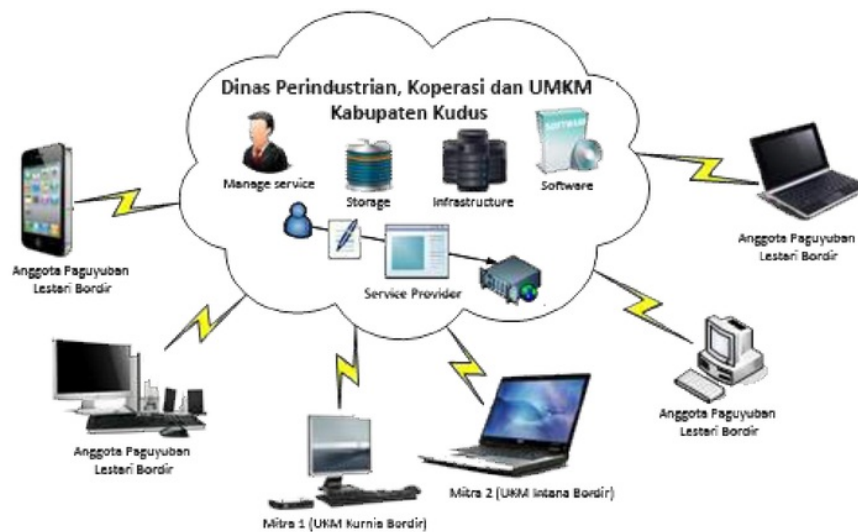 Dinas Perindustrian, Koperasi dan UMKM
Kabupaten Kudus
SOFTWARE
Manage service
Storage
Infrastructure
Software
Service Provider
Anggota Paguyuban
Lestari Bordir
Anggota Paguyuban
Lestari Bordir
Anggota Paguyuban
Lestari Bordir
Anggota Paguyuban
Lestari Bordir
Mitra 1 (UKM Kurnia Bordir)
Mitra 2 (UKM Intana Bordir)